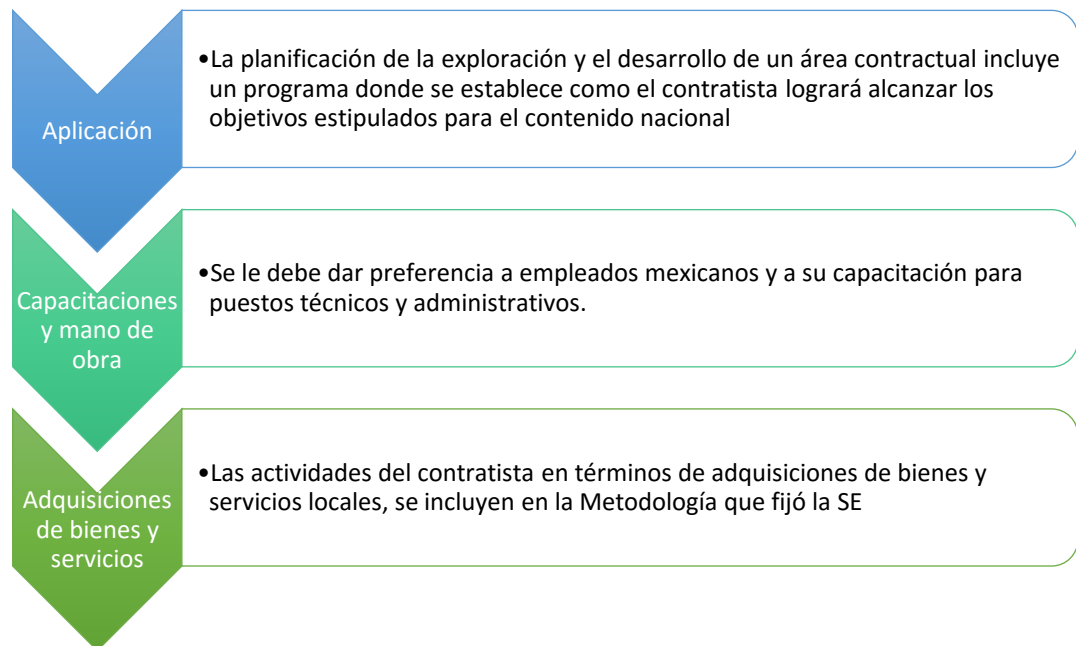 Aplicación
•La planificación de la exploración y el desarrollo de un área contractual incluye
un programa donde se establece como el contratista logrará alcanzar los
objetivos estipulados para el contenido nacional
Capacitaciones
y mano de
obra
•Se le debe dar preferencia a empleados mexicanos y a su capacitación para
puestos técnicos y administrativos.
Adquisiciones
de bienes y
servicios
•Las actividades del contratista en términos de adquisiciones de bienes y
servicios locales, se incluyen en la Metodología que fijó la SE